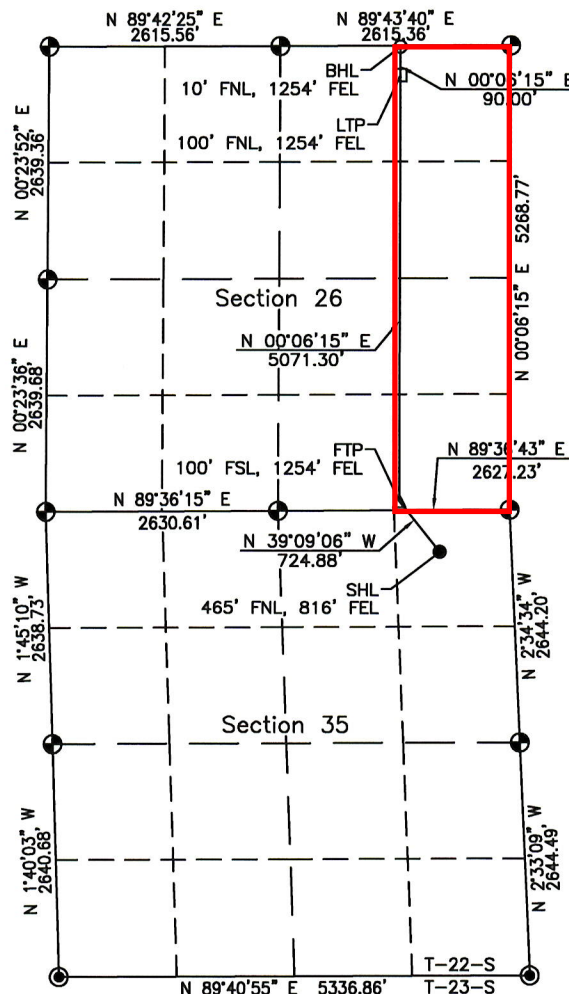 N 89°42'25" E
2615.56'
N 89°43'40" E
2615.36'
BHL
10' FNL, 1254' FEL
N 00°06'15" E
90.00'
LTP
100' FNL, 1254' FEL
N 00°23'52" E
2639.36'
N 00°06'15" E 5268.77'
Section 26
N 00°06'15" E
5071.30'
N 00°23'36" E
2639.68'
FTP
100' FSL, 1254' FEL
N 89°36'43" E
2627.23'
N 89°36'15" E
2630.61'
N 39°09'06" W
724.88'
SHL
465' FNL, 816' FEL
N 1°45'10" W
2638.73'
N 2°34'34" W
2644.20'
Section 35
N 1°40'03" W
2640.68'
N 2°33'09" W
2644.49'
N 89°40'55" E 5336.86'
T-22-S
T-23-S